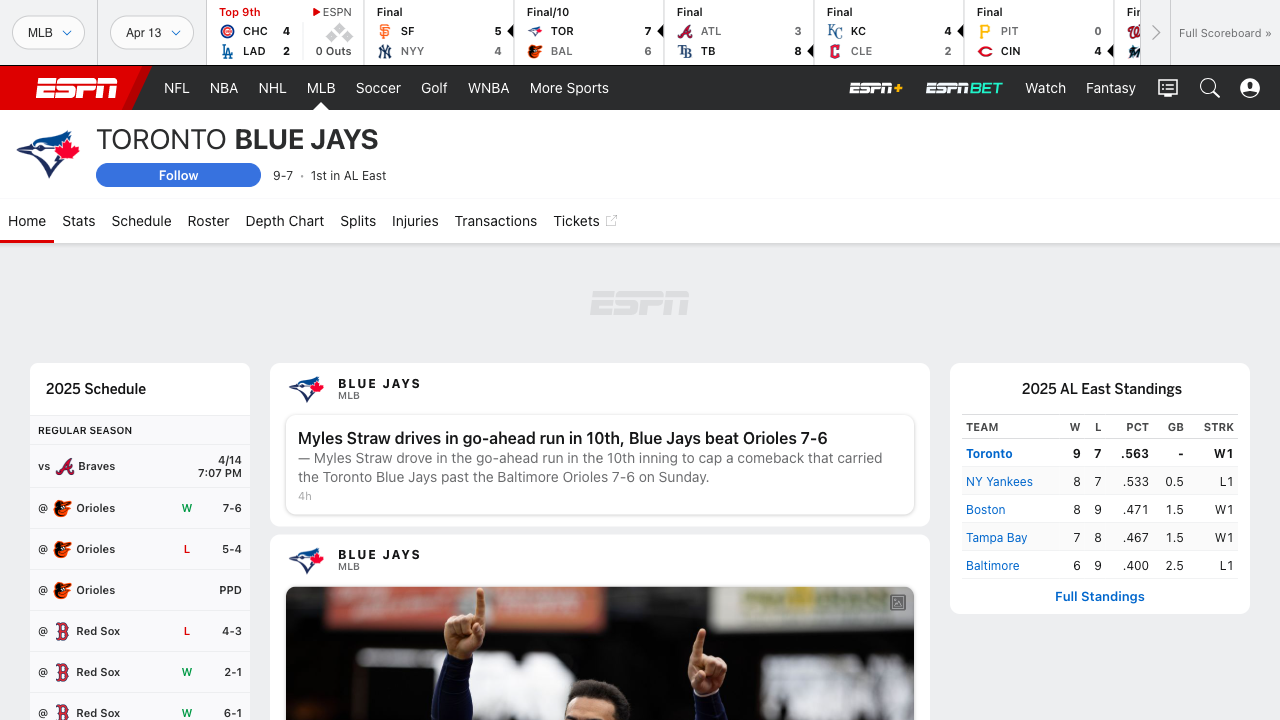 MLB
Apr 13
Top 9th ESPN
CHC 4
LAD 2 0 Outs
Final
SF 5
NYY 4
Final/10
TOR 7
BAL 6
Final
ATL 3
TB 8
Final
KC 4
CLE 2
Final
PIT 0
CIN 4
Full Scoreboard »
ESPN NFL NBA NHL MLB Soccer Golf WNBA More Sports ESPN+ ESPN BET Watch Fantasy
TORONTO BLUE JAYS
Follow 9-7 1st in AL East
Home Stats Schedule Roster Depth Chart Splits Injuries Transactions Tickets
ESPN
2025 Schedule
REGULAR SEASON
vs Braves 4/14 7:07 PM
@ Orioles W 7-6
@ Orioles L 5-4
@ Orioles PPD
@ Red Sox L 4-3
@ Red Sox W 2-1
@ Red Sox W 6-1
BLUE JAYS
MLB
Myles Straw drives in go-ahead run in 10th, Blue Jays beat Orioles 7-6
— Myles Straw drove in the go-ahead run in the 10th inning to cap a comeback that carried
the Toronto Blue Jays past the Baltimore Orioles 7-6 on Sunday.
4h
BLUE JAYS
MLB
2025 AL East Standings
TEAM W L PCT GB STRK
Toronto 9 7 .563 - W1
NY Yankees 8 7 .533 0.5 L1
Boston 8 9 .471 1.5 W1
Tampa Bay 7 8 .467 1.5 W1
Baltimore 6 9 .400 2.5 L1
Full Standings